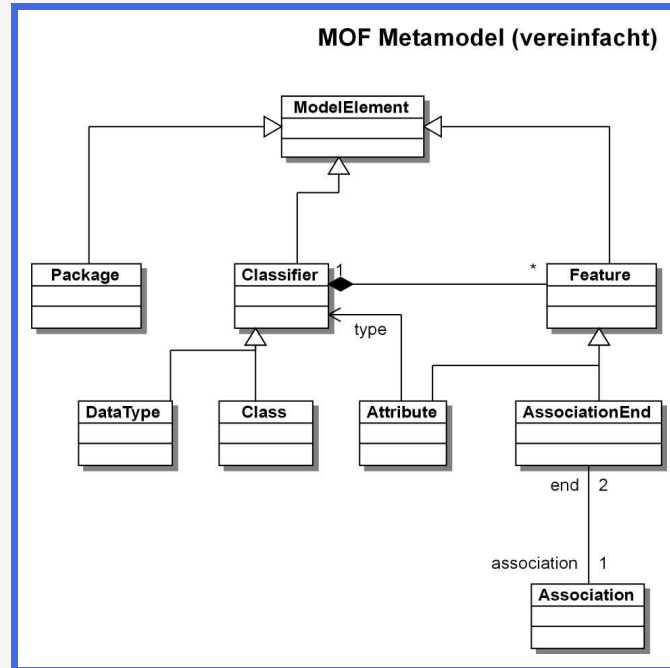 MOF Metamodel (vereinfacht)
ModelElement
Package
Classifier
1
*
Feature
type
DataType
Class
Attribute
AssociationEnd
end
2
association
1
Association